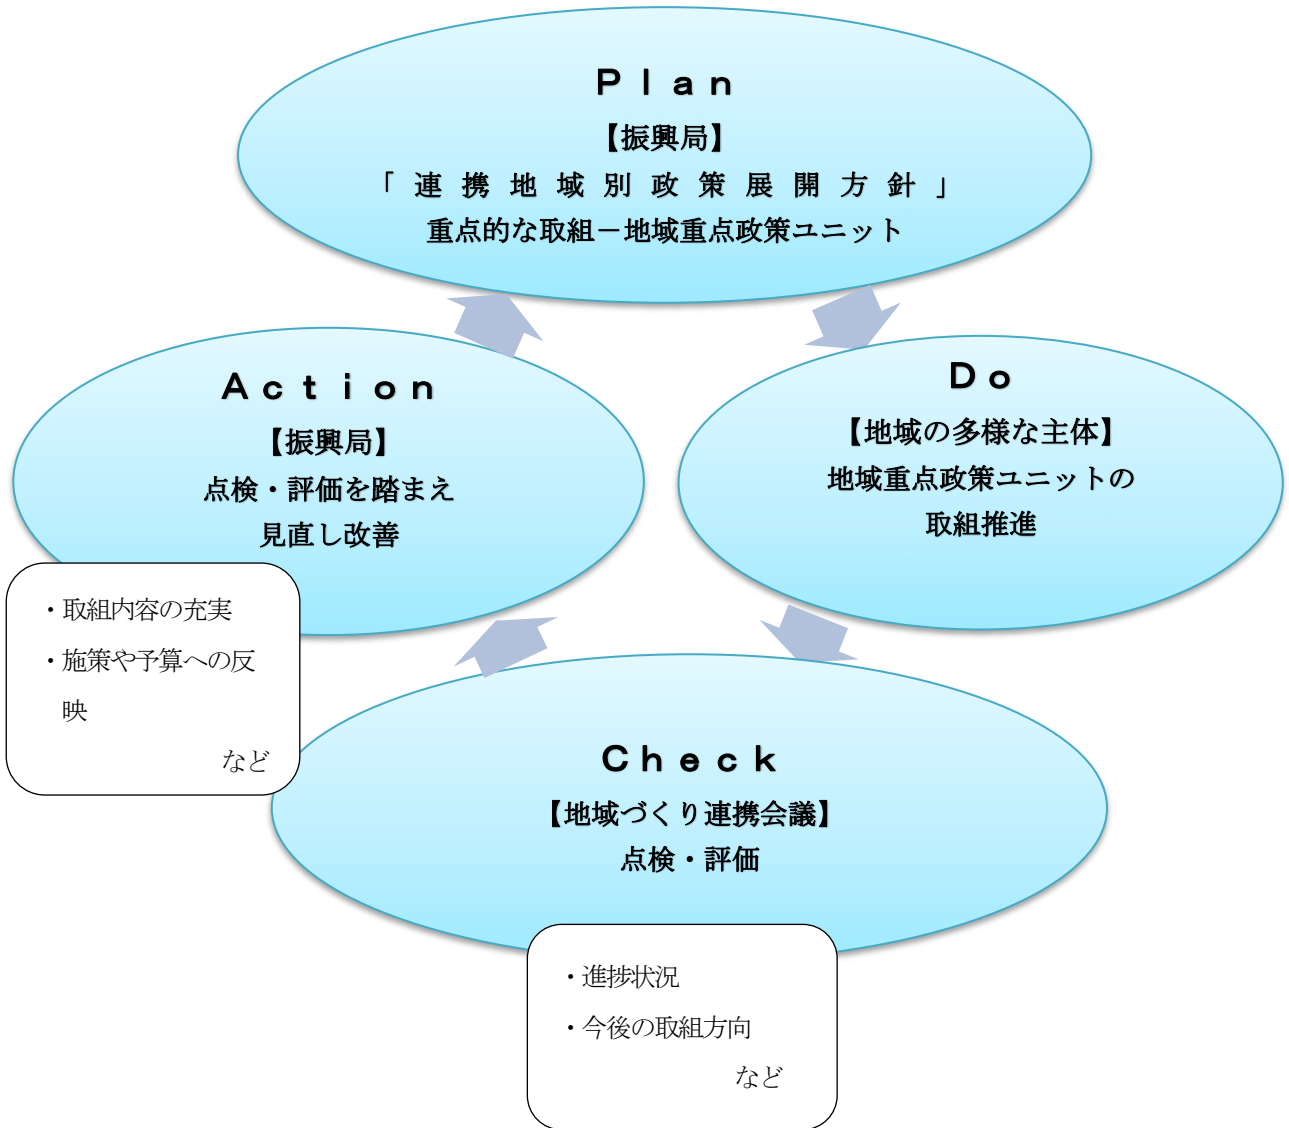 Ｐｌａｎ
【振興局】
「連携地域別政策展開方針」
重点的な取組－地域重点政策ユニット
Ａｃｔｉｏｎ
【振興局】
点検・評価を踏まえ
見直し改善
・取組内容の充実
・施策や予算への反
映
など
Ｄｏ
【地域の多様な主体】
地域重点政策ユニットの
取組推進
Ｃｈｅｃｋ
【地域づくり連携会議】
点検・評価
・進捗状況
・今後の取組方向
など